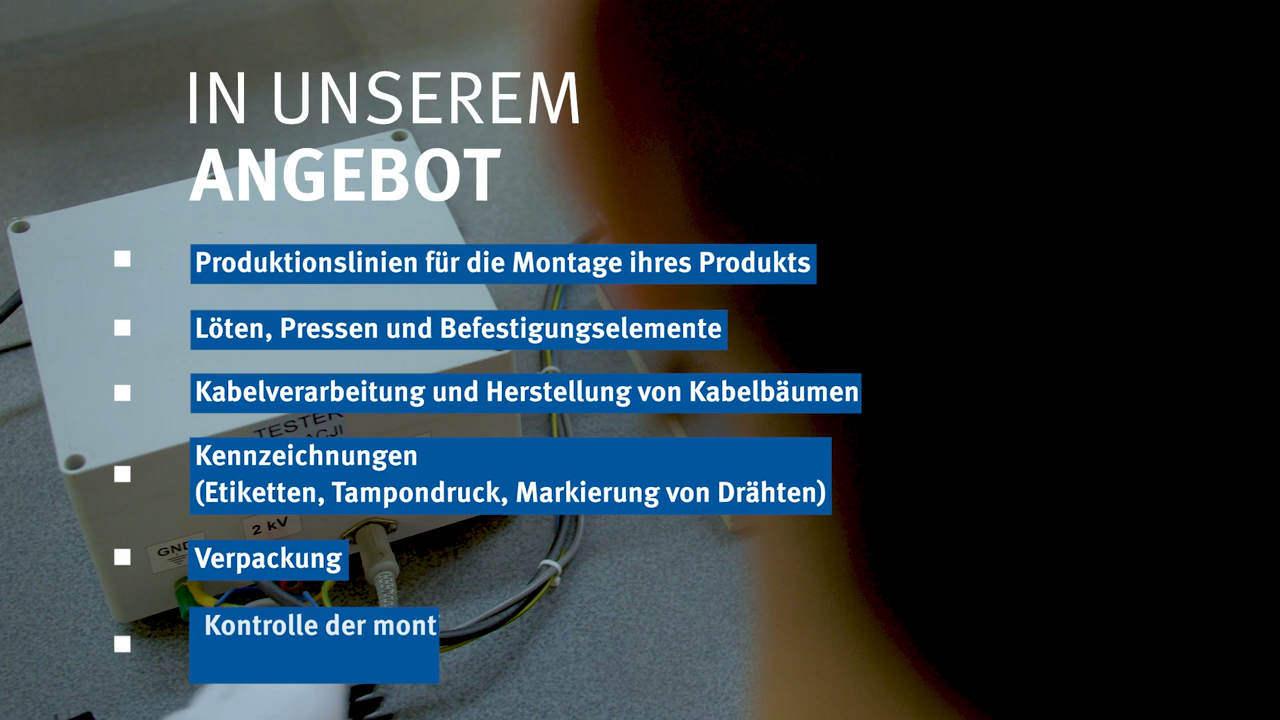 IN UNSEREM
ANGEBOT
Produktionslinien für die Montage ihres Produkts
Löten, Pressen und Befestigungselemente
Kabelverarbeitung und Herstellung von Kabelbäumen
TESTER
Kennzeichnungen
(Etiketten, Tampondruck, Markierung von Drähten)
2 kV
GND
Verpackung
Kontrolle der mont